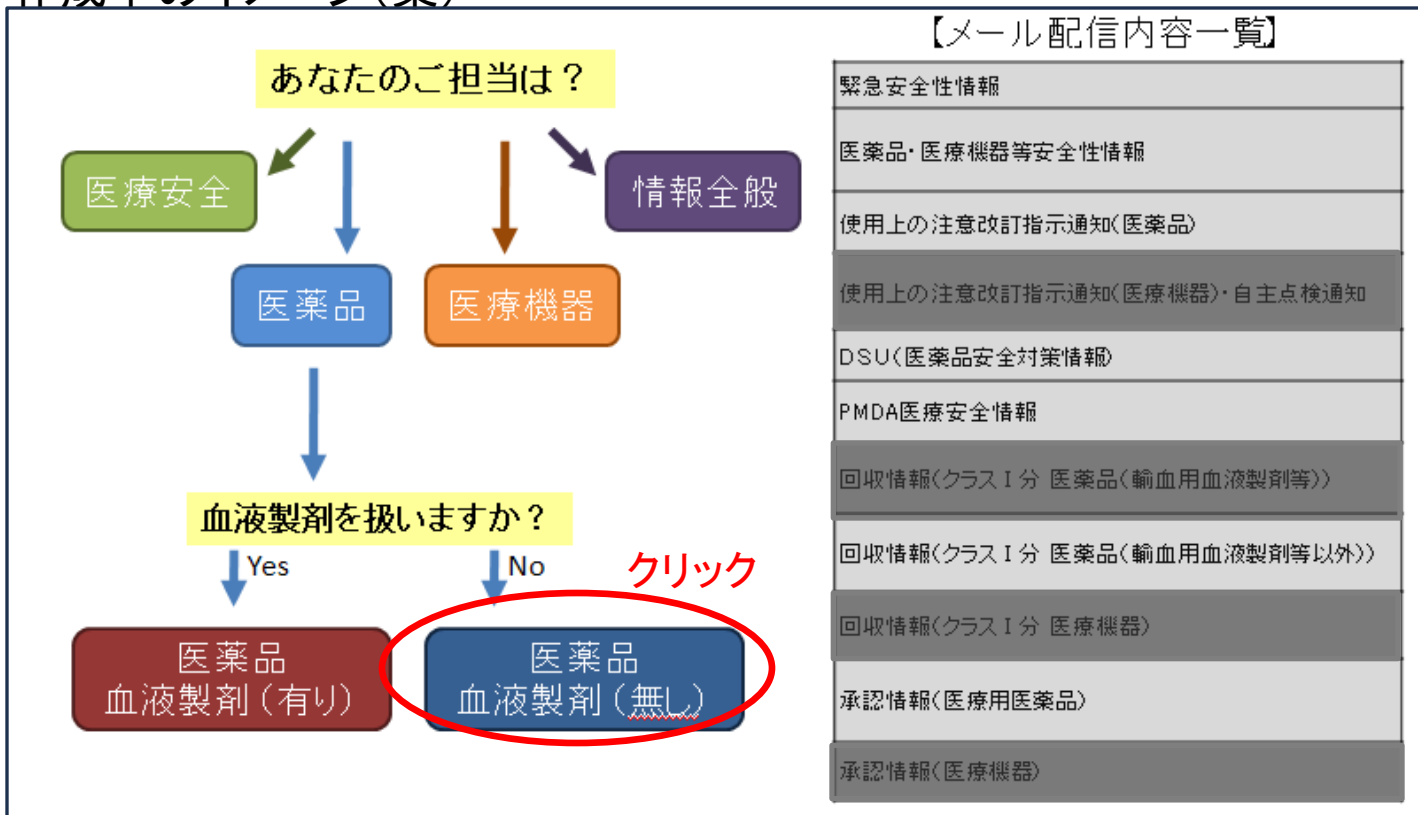 作成中のイメージ(案)
あなたのご担当は？
医療安全
情報全般
医薬品
医療機器
血液製剤を扱いますか？
Yes
No
クリック
医薬品
血液製剤（有り）
医薬品
血液製剤（無し）
【メール配信内容一覧】
緊急安全性情報
医薬品・医療機器等安全性情報
使用上の注意改訂指示通知(医薬品)
使用上の注意改訂指示通知(医療機器)・自主点検通知
DSU(医薬品安全対策情報)
PMDA医療安全情報
回収情報(クラスⅠ分 医薬品(輸血用血液製剤等))
回収情報(クラスⅠ分 医薬品(輸血用血液製剤等以外))
回収情報(クラスⅠ分 医療機器)
承認情報(医療用医薬品)
承認情報(医療機器)